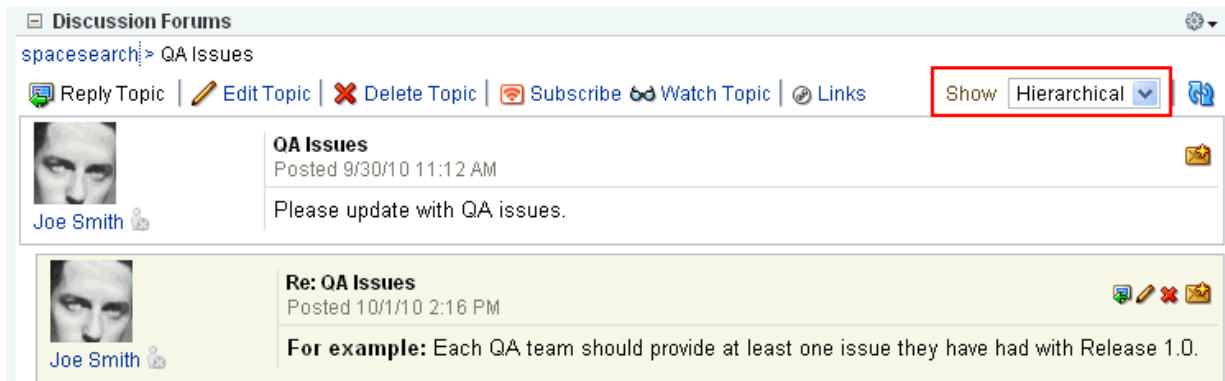 Discussion Forums
spacesearch > QA Issues
Reply Topic | Edit Topic | Delete Topic | Subscribe Watch Topic | Links Show Hierarchical
QA Issues
Posted 9/30/10 11:12 AM
Please update with QA issues.
Joe Smith
Re: QA Issues
Posted 10/1/10 2:16 PM
For example: Each QA team should provide at least one issue they have had with Release 1.0.
Joe Smith